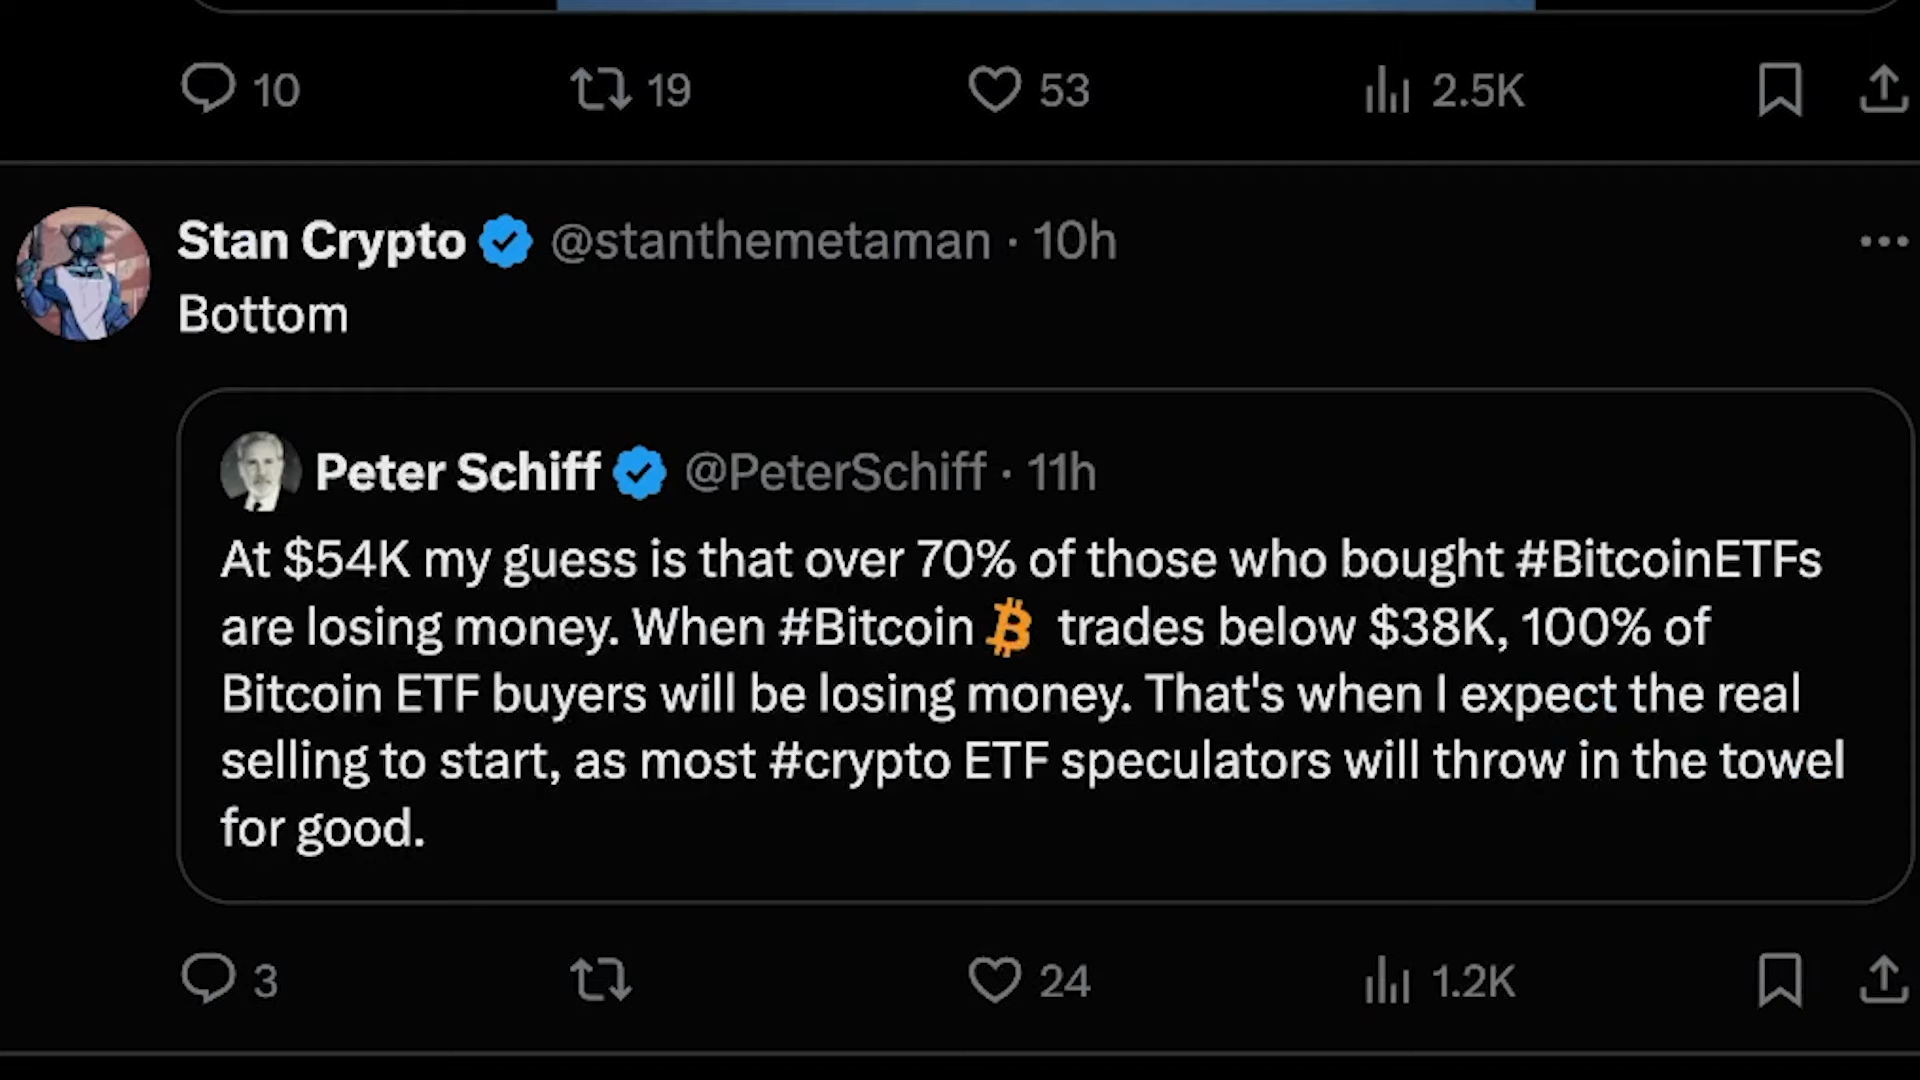 10 19 53 2.5K
Stan Crypto @stanthemetaman · 10h
Bottom
Peter Schiff @PeterSchiff · 11h
At $54K my guess is that over 70% of those who bought #BitcoinETFs
are losing money. When #Bitcoin trades below $38K, 100% of
Bitcoin ETF buyers will be losing money. That's when I expect the real
selling to start, as most #crypto ETF speculators will throw in the towel
for good.
3 24 1.2K